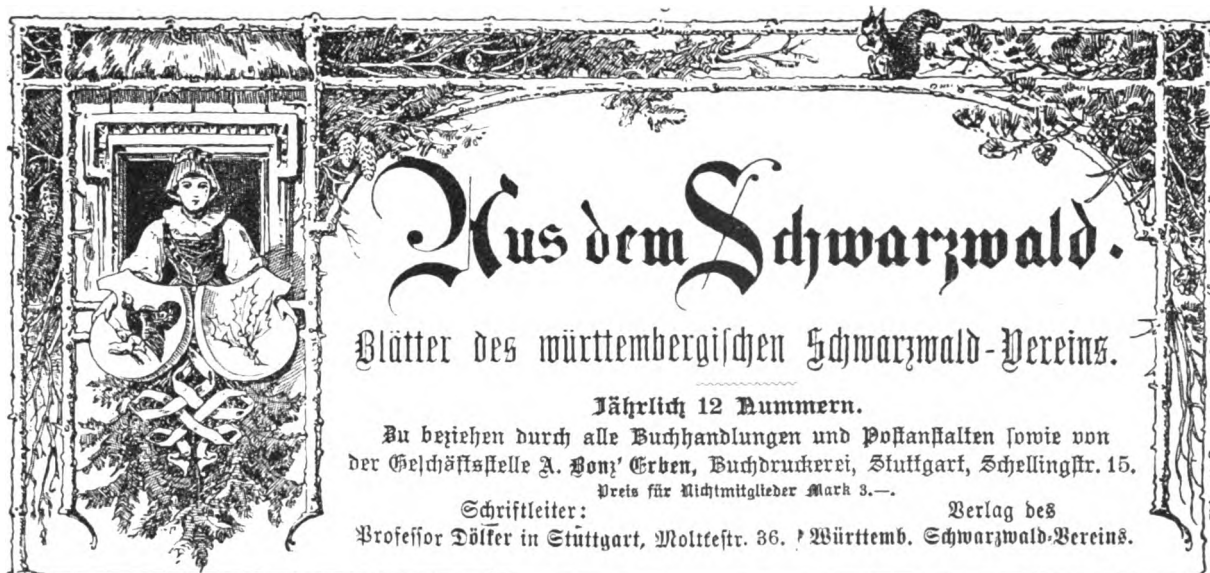 Aus dem Schwarzwald.
Blätter des württembergischen Schwarzwald-Vereins.
Jährlich 12 Nummern.
Zu beziehen durch alle Buchhandlungen und Postanstalten sowie von
der Geschäftsstelle A. Bonz' Erben, Buchdruckerei, Stuttgart, Schellingstr. 15.
Preis für Nichtmitglieder Mark 3.—.
Schriftleiter:
Professor Dölker in Stuttgart, Moltkestr. 36.
Verlag des
Württemb. Schwarzwald-Vereins.